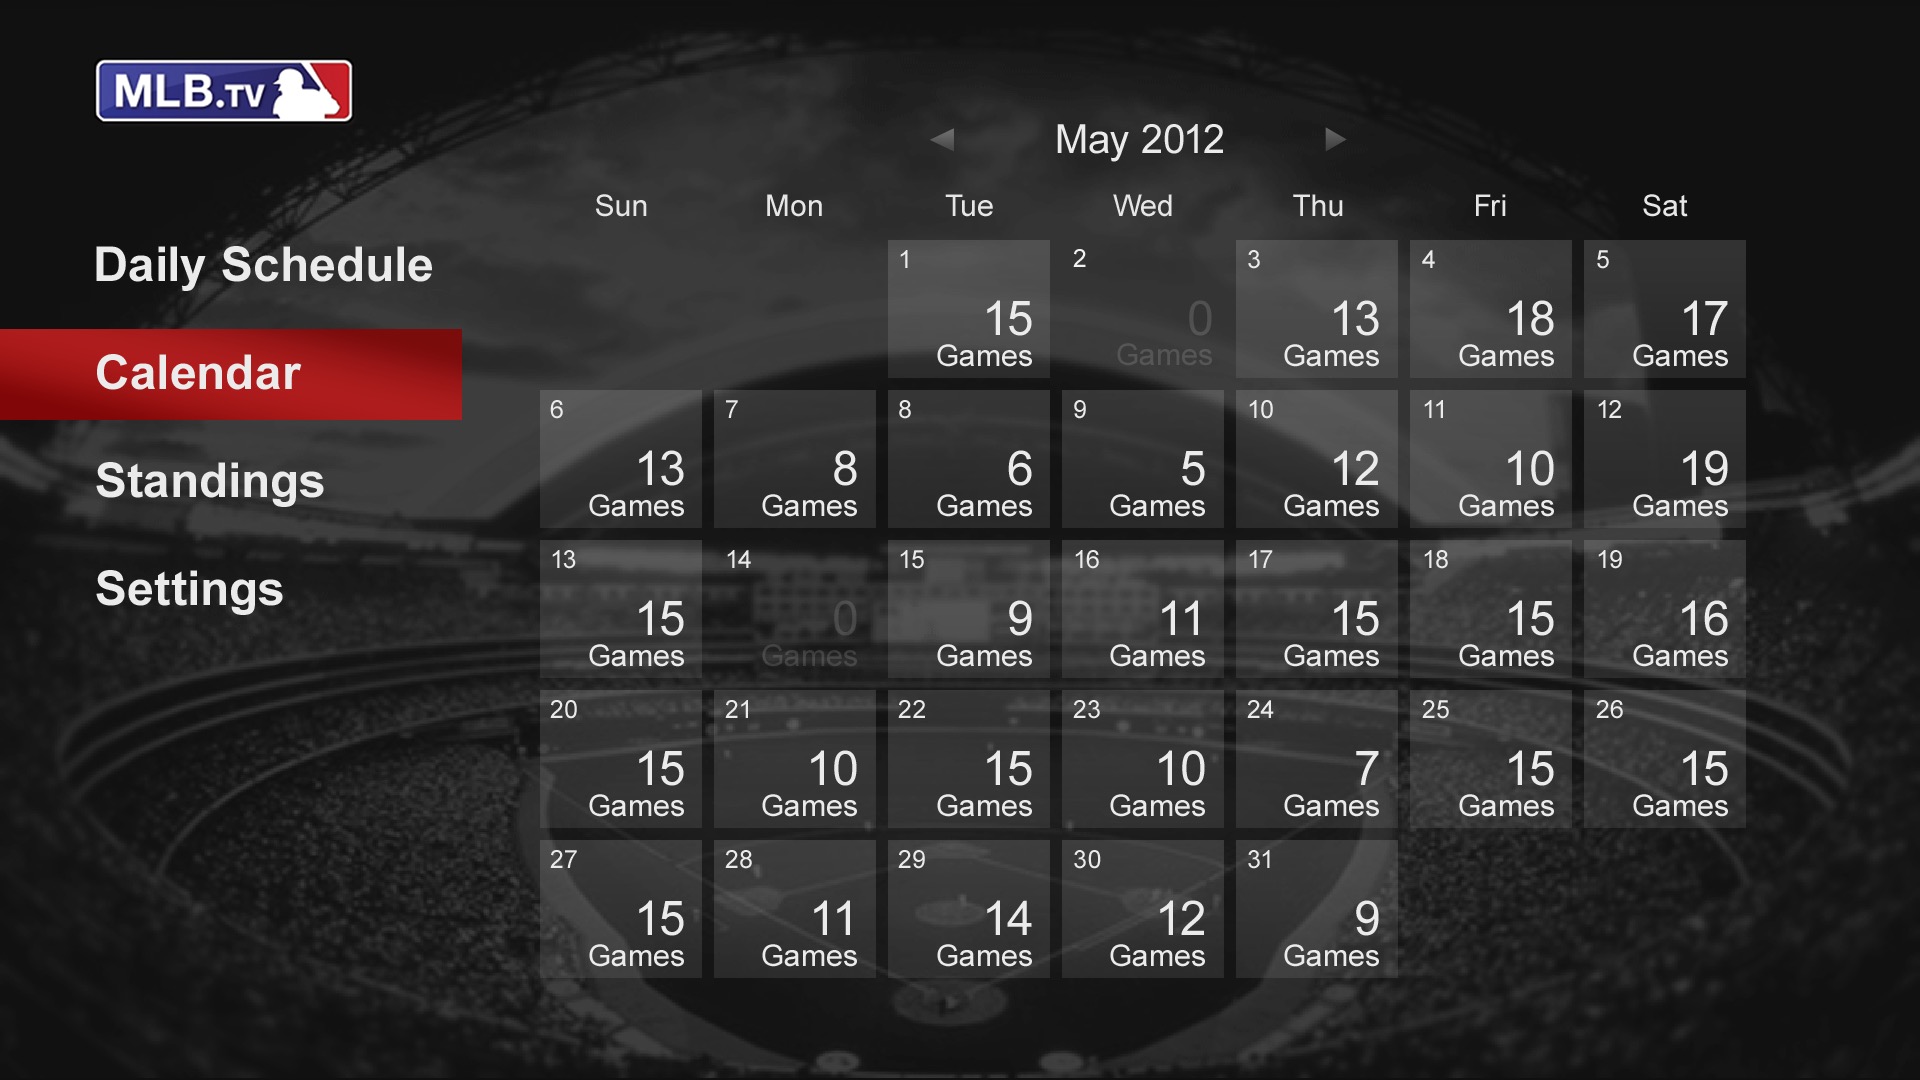 MLB.TV
May 2012
Sun Mon Tue Wed Thu Fri Sat
Daily Schedule
Calendar
Standings
Settings
1 2 3 4 5
15 0 13 18 17
Games Games Games Games Games
6 7 8 9 10 11 12
13 8 6 5 12 10 19
Games Games Games Games Games Games Games
13 14 15 16 17 18 19
15 0 9 11 15 15 16
Games Games Games Games Games Games Games
20 21 22 23 24 25 26
15 10 15 10 7 15 15
Games Games Games Games Games Games Games
27 28 29 30 31
15 11 14 12 9
Games Games Games Games Games